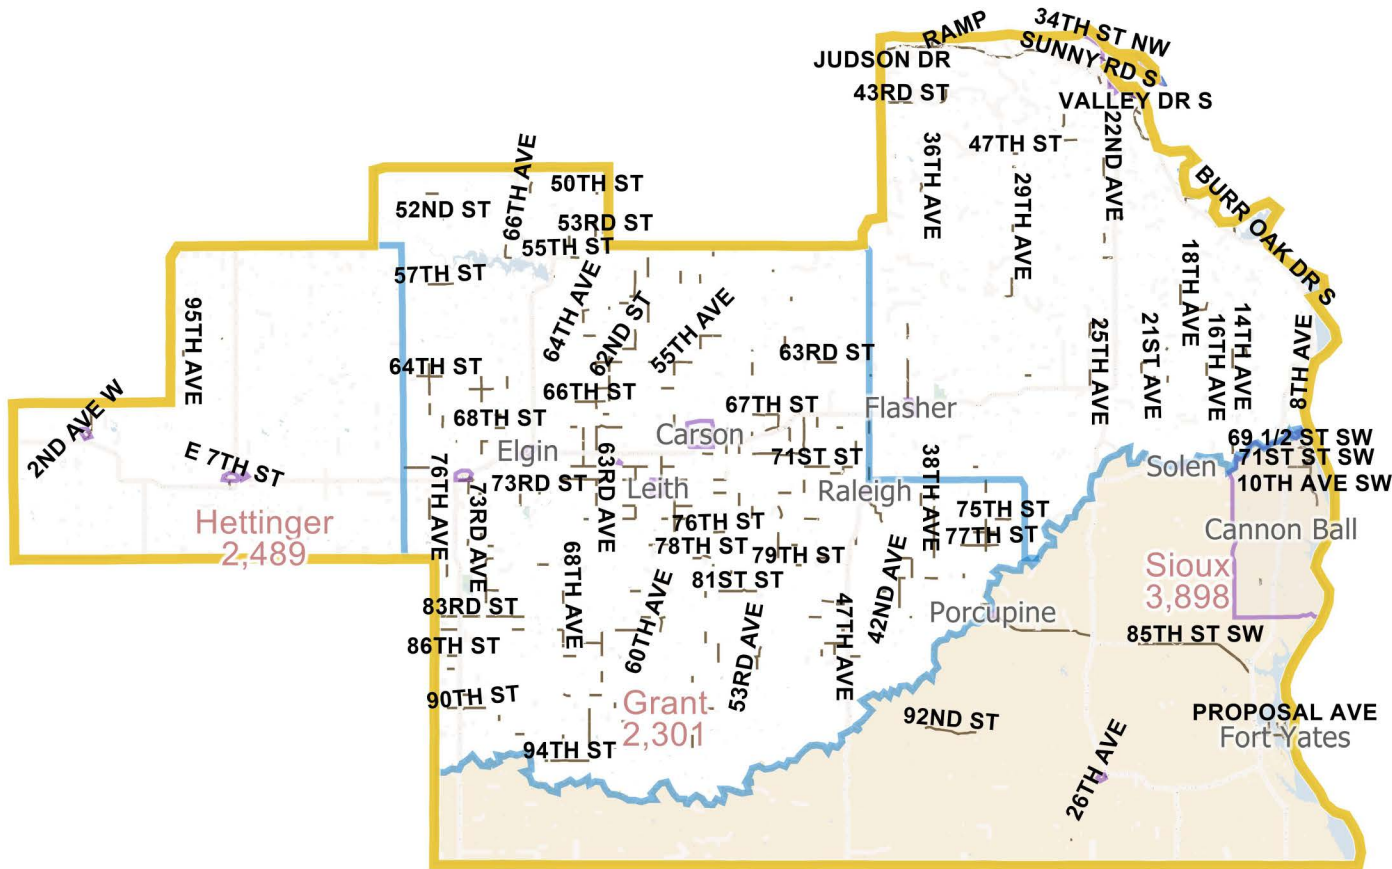 34TH ST NW
RAMP
SUNNY RD S
JUDSON DR
43RD ST
VALLEY DR S
47TH ST
22ND AVE
36TH AVE
29TH AVE
66TH AVE
50TH ST
52ND ST
53RD ST
55TH ST
BURR OAK DR S
57TH ST
64TH AVE
62ND ST
55TH AVE
18TH AVE
95TH AVE
63RD ST
25TH AVE
21ST AVE
16TH AVE
14TH AVE
8TH AVE
64TH ST
66TH ST
67TH ST
Flasher
2ND AVE W
68TH ST
Elgin
Carson
69 1/2 ST SW
E 7TH ST
76TH AVE
63RD AVE
71ST ST
38TH AVE
Solen
71ST ST SW
73RD AVE
73RD ST
Leith
Raleigh
10TH AVE SW
Hettinger
2,489
76TH ST
75TH ST
Cannon Ball
78TH ST
79TH ST
77TH ST
68TH AVE
81ST ST
42ND AVE
Sioux
3,898
83RD ST
60TH AVE
53RD AVE
47TH AVE
Porcupine
86TH ST
85TH ST SW
90TH ST
Grant
2,301
92ND ST
PROPOSAL AVE
Fort Yates
94TH ST
26TH AVE